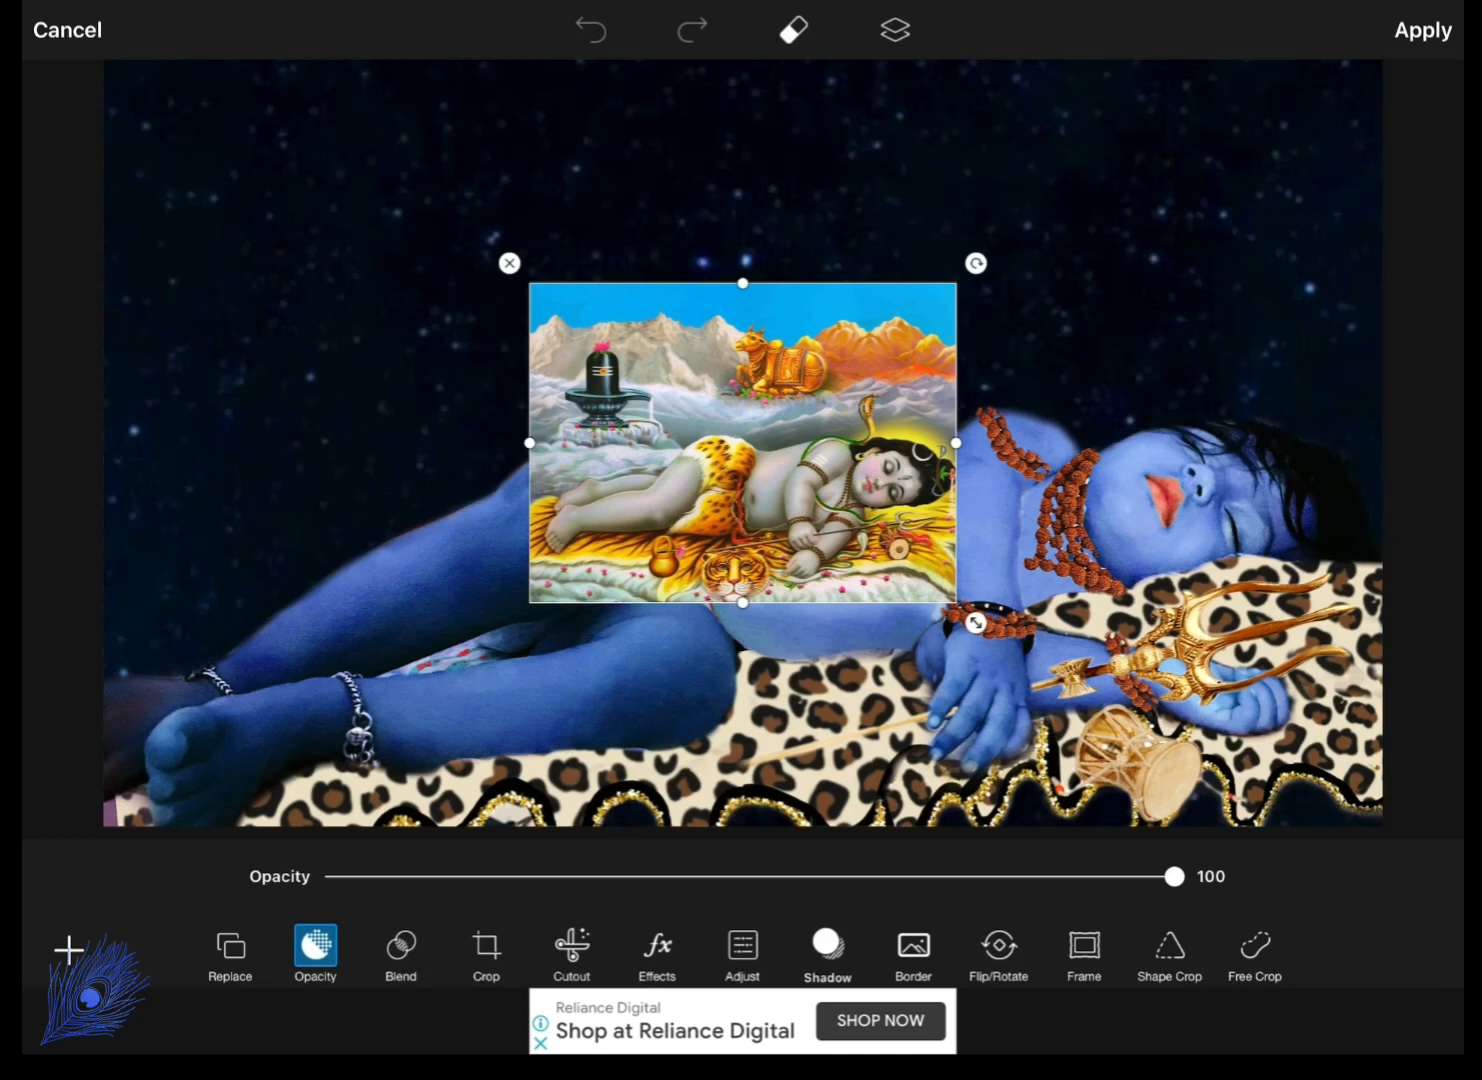 Cancel
Apply
Opacity
100
Replace
Opacity
Blend
Crop
Cutout
fx
Effects
Adjust
Shadow
Border
Flip/Rotate
Frame
Shape Crop
Free Crop
Reliance Digital
Shop at Reliance Digital
SHOP NOW